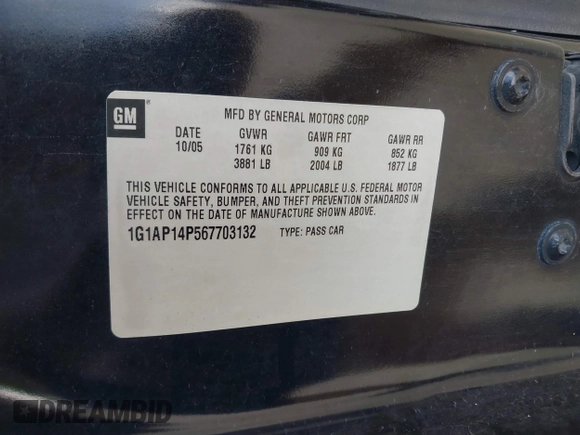 GM ®
MFD BY GENERAL MOTORS CORP
DATE GVWR GAWR FRT GAWR RR
10/05 1761 KG 909 KG 852 KG
3881 LB 2004 LB 1877 LB
THIS VEHICLE CONFORMS TO ALL APPLICABLE U.S. FEDERAL MOTOR
VEHICLE SAFETY, BUMPER, AND THEFT PREVENTION STANDARDS IN
EFFECT ON THE DATE OF MANUFACTURE SHOWN ABOVE.
1G1AP14P567703132 TYPE: PASS CAR
DREAMBID